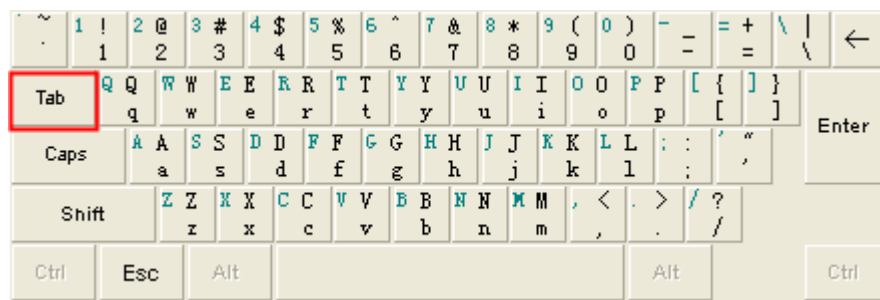 ~ 1 ! 2 @ 3 # 4 $ 5 % 6 ^ 7 & 8 * 9 ( 0 ) - _ = + \ | ←
. 1 2 3 4 5 6 7 8 9 0 - = \
Tab Q Q W W E E R R T T Y Y U U I I O O P P [ { ] } Enter
q w e r t y u i o p [ ]
Caps A A S S D D F F G G H H J J K K L L ; : ' "
a s d f g h j k l ; '
Shift Z Z X X C C V V B B N N M M , < . > / ?
z x c v b n m , . /
Ctrl Esc Alt Alt Ctrl